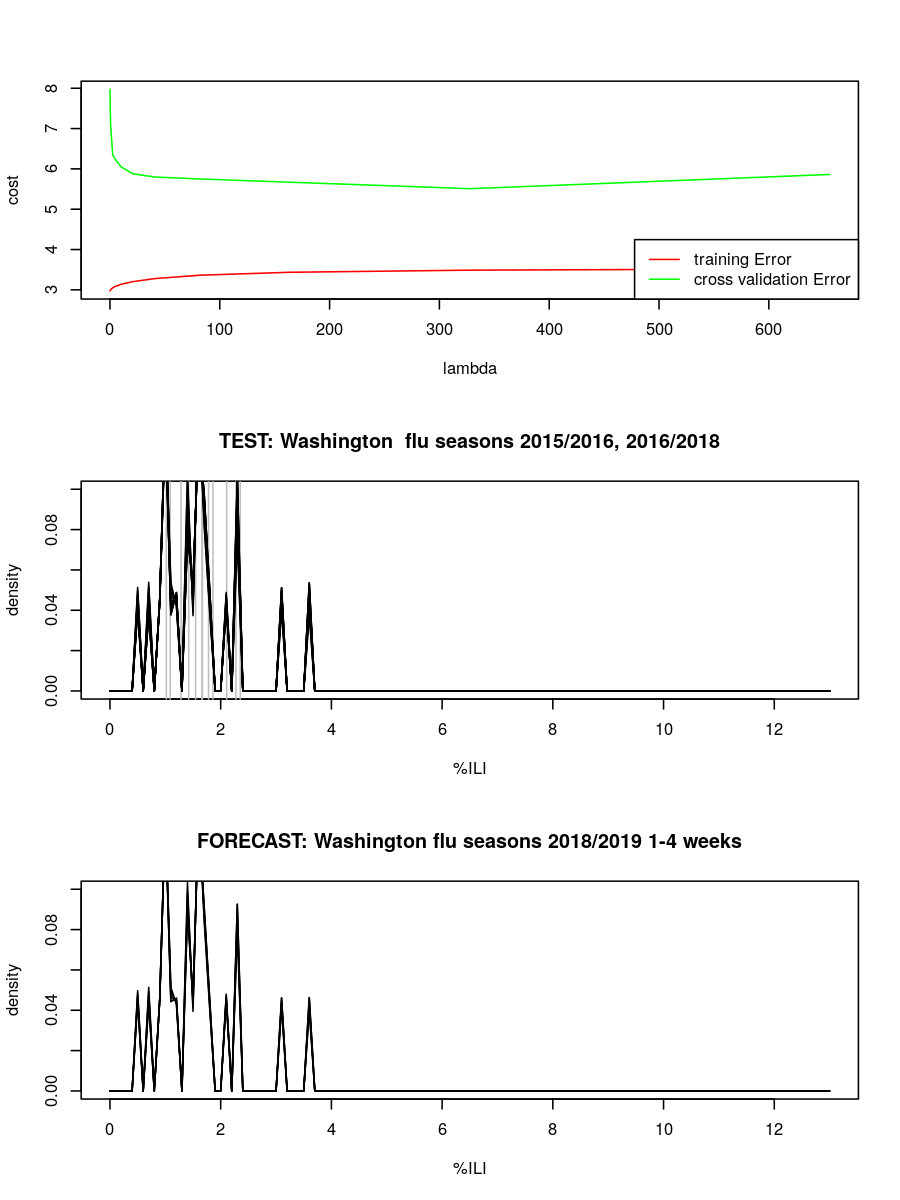 8
7
6
5
4
3
cost
0 100 200 300 400 500 600
lambda
training Error
cross validation Error
TEST: Washington  flu seasons 2015/2016, 2016/2018
0.08
0.04
0.00
density
0 2 4 6 8 10 12
%ILI
FORECAST: Washington flu seasons 2018/2019 1-4 weeks
0.08
0.04
0.00
density
0 2 4 6 8 10 12
%ILI